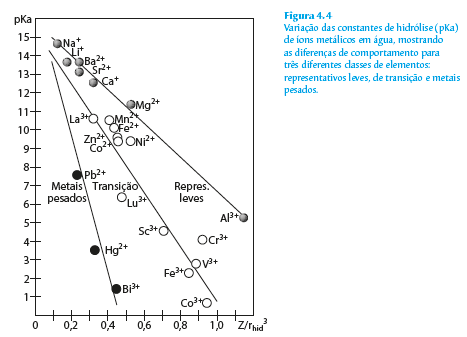 pKa
15
14
13
12
11
10
9
8
7
6
5
4
3
2
1
Na⁺
Li⁺
Ba²⁺
Sr²⁺
Ca⁺
Mg²⁺
La³⁺
Mn²⁺
Fe²⁺
Zn²⁺
Co²⁺
Ni²⁺
Pb²⁺
Metais pesados
Transição
Repres. leves
Lu³⁺
Al³⁺
Sc³⁺
Cr³⁺
Hg²⁺
V³⁺
Fe³⁺
Bi³⁺
Co³⁺
0 0,2 0,4 0,6 0,8 1,0 Z/r_hid³
Figura 4.4
Variação das constantes de hidrólise (pKa)
de íons metálicos em água, mostrando
as diferenças de comportamento para
três diferentes classes de elementos:
representativos leves, de transição e metais
pesados.